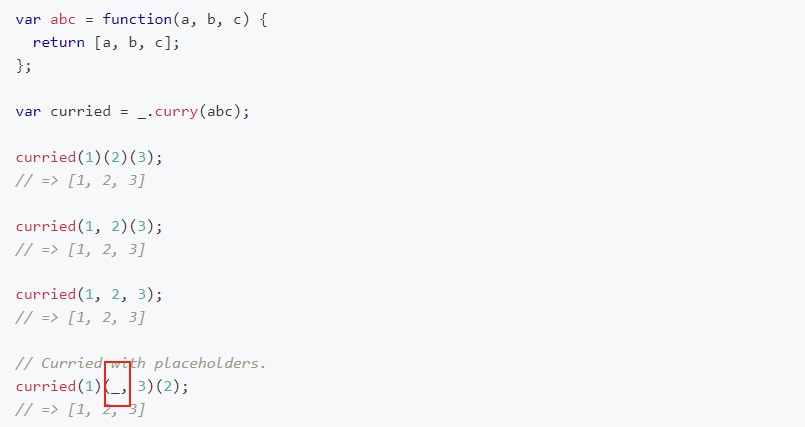 var abc = function(a, b, c) {
  return [a, b, c];
};
var curried = _.curry(abc);
curried(1)(2)(3);
// => [1, 2, 3]
curried(1, 2)(3);
// => [1, 2, 3]
curried(1, 2, 3);
// => [1, 2, 3]
// Curried with placeholders.
curried(1)(_, 3)(2);
// => [1, 2, 3]